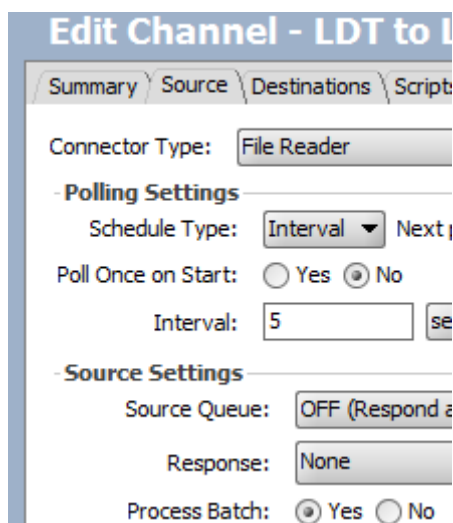 Edit Channel - LDT to
Summary Source Destinations Scripts
Connector Type: File Reader
Polling Settings
Schedule Type: Interval Next
Poll Once on Start: Yes No
Interval: 5 se
Source Settings
Source Queue: OFF (Respond a
Response: None
Process Batch: Yes No